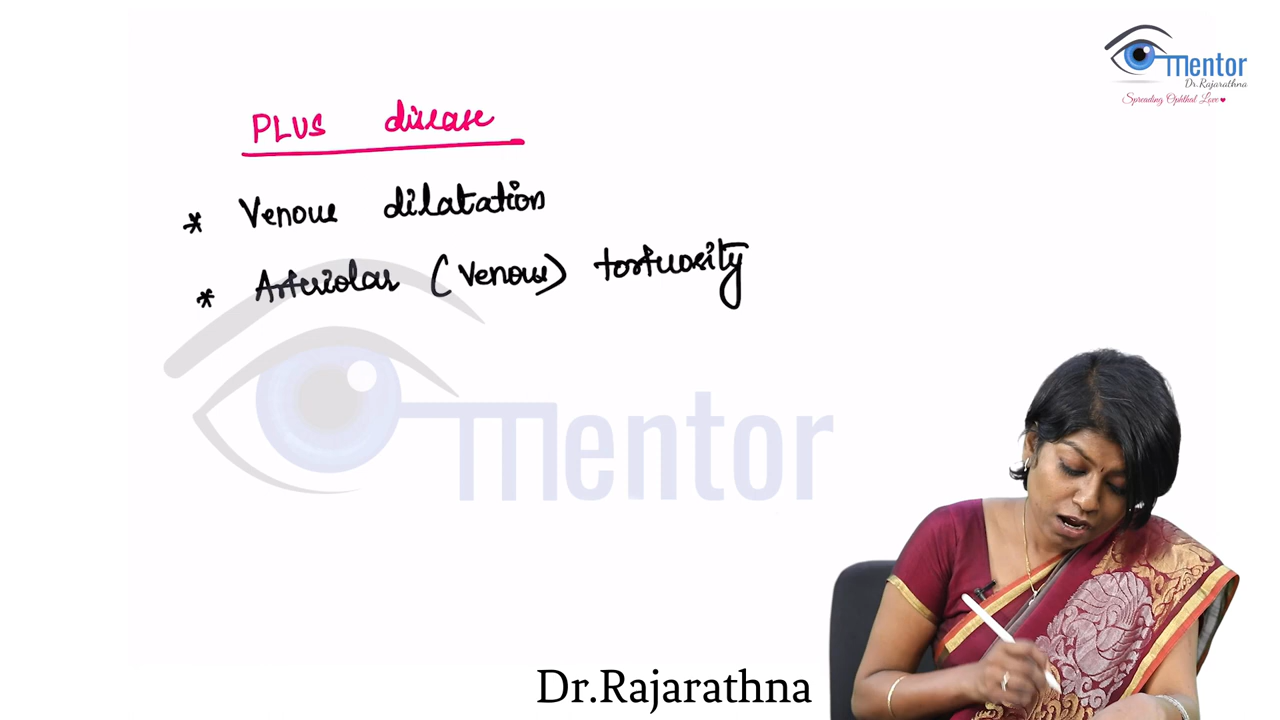 mentor
Dr.Rajarathna
Spreading Ophthal Love
PLUS disease
* Venous dilatation
* Arteriolar (venous) tortuosity
mentor
Dr.Rajarathna